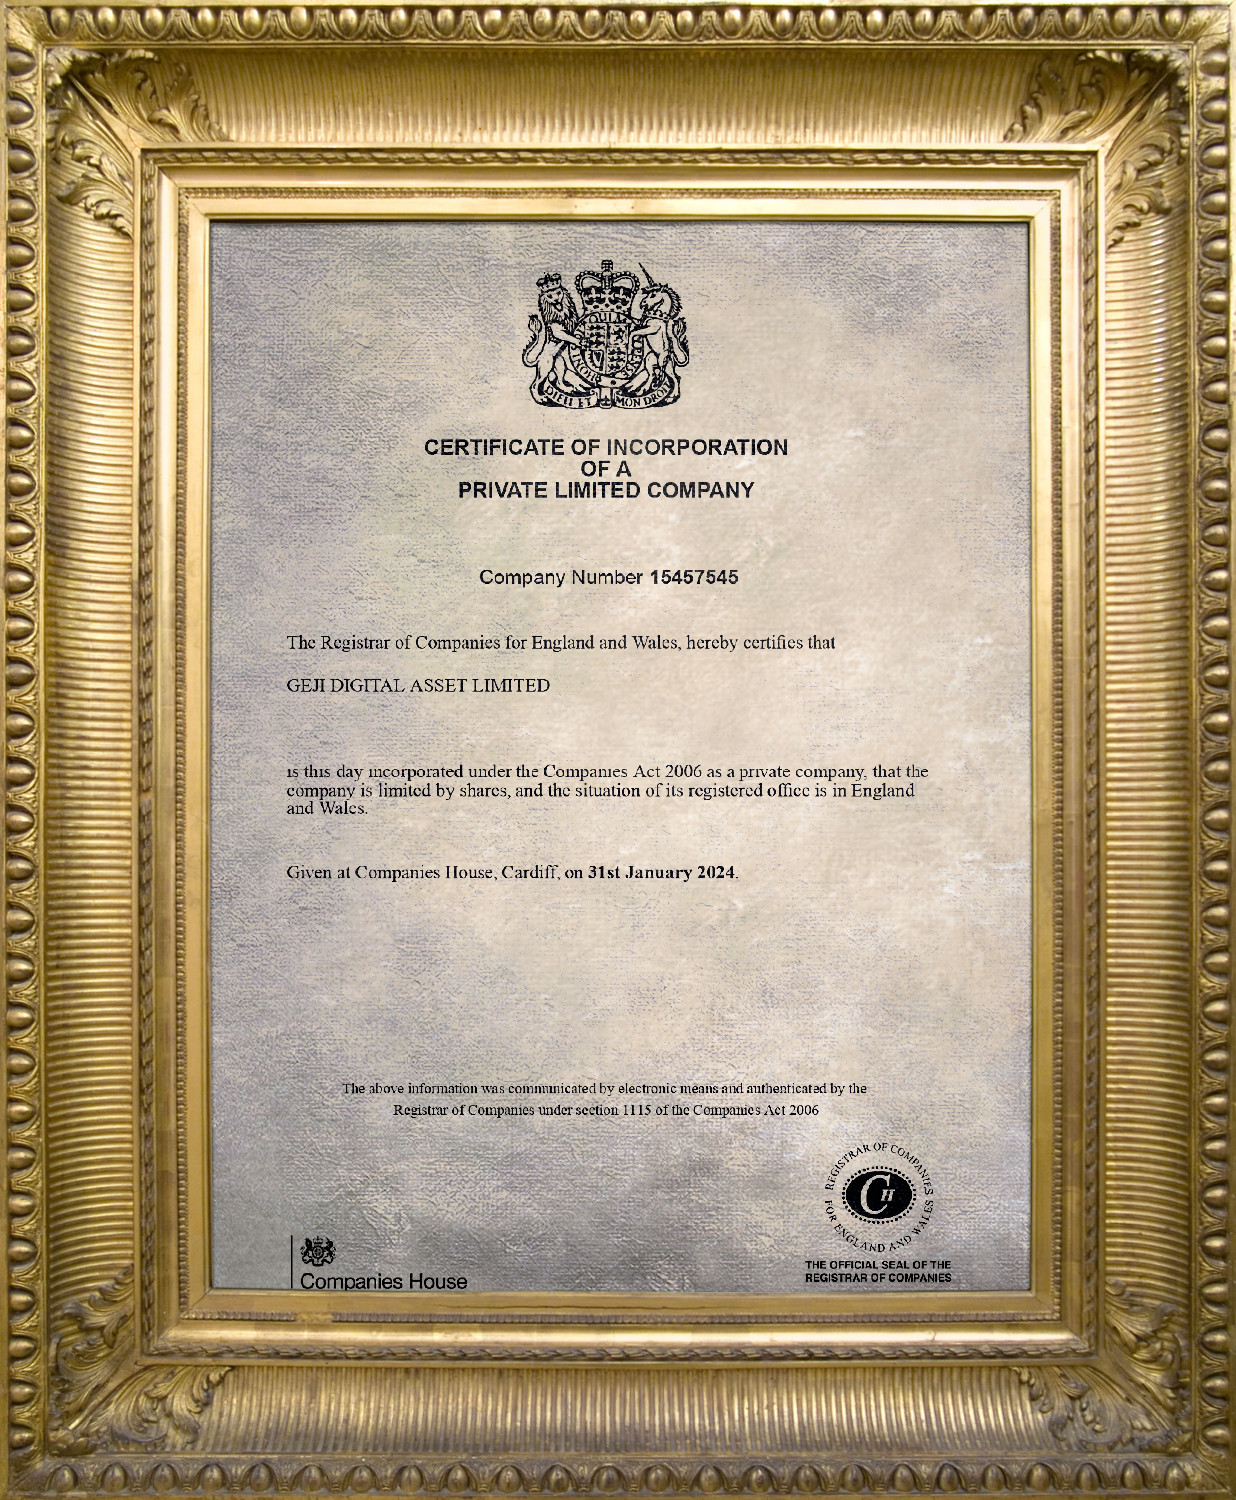 DIEU ET MON DROIT
CERTIFICATE OF INCORPORATION
OF A
PRIVATE LIMITED COMPANY
Company Number 15457545
The Registrar of Companies for England and Wales, hereby certifies that
GEJI DIGITAL ASSET LIMITED
is this day incorporated under the Companies Act 2006 as a private company, that the
company is limited by shares, and the situation of its registered office is in England
and Wales.
Given at Companies House, Cardiff, on 31st January 2024.
The above information was communicated by electronic means and authenticated by the
Registrar of Companies under section 1115 of the Companies Act 2006
REGISTRAR OF COMPANIES
FOR ENGLAND AND WALES
CH
THE OFFICIAL SEAL OF THE
REGISTRAR OF COMPANIES
Companies House